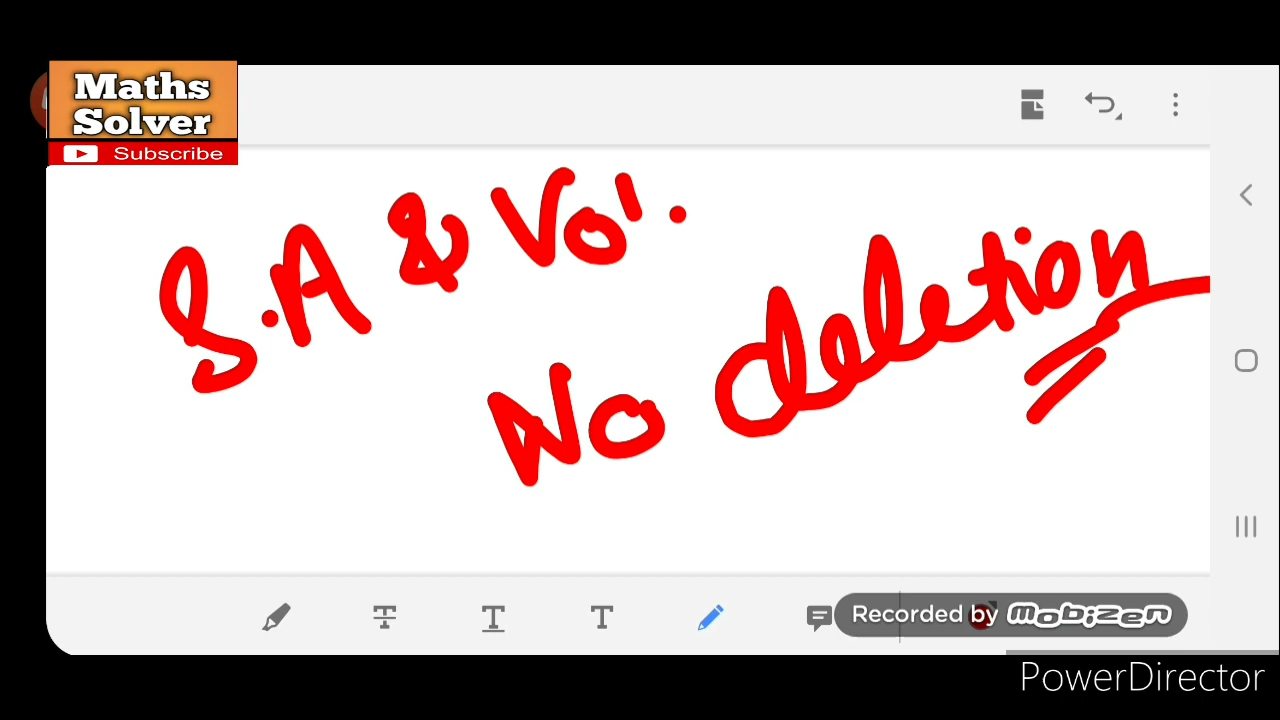 Maths
Solver
Subscribe
S.A & Vol.
No deletion
T
T
T
Recorded by mobizen
PowerDirector